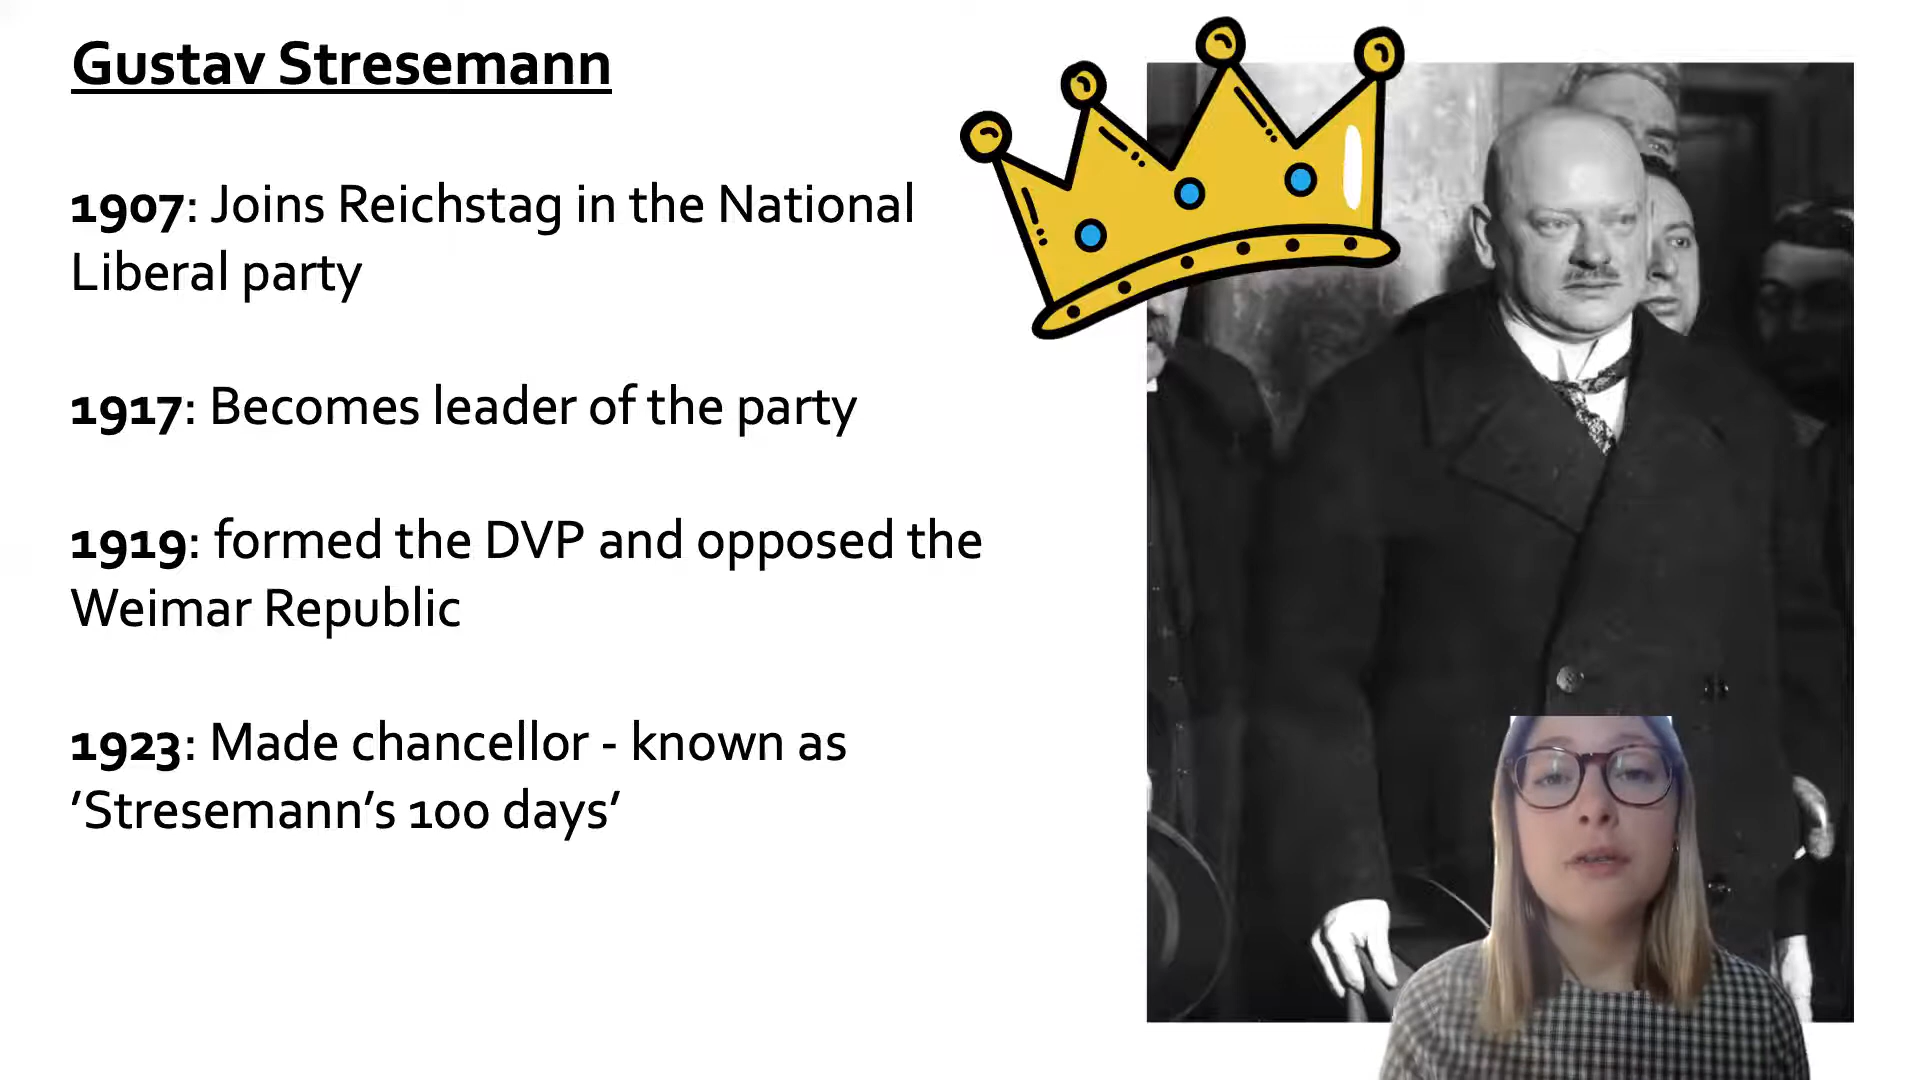 Gustav Stresemann
1907: Joins Reichstag in the National
Liberal party
1917: Becomes leader of the party
1919: formed the DVP and opposed the
Weimar Republic
1923: Made chancellor - known as
’Stresemann’s 100 days’